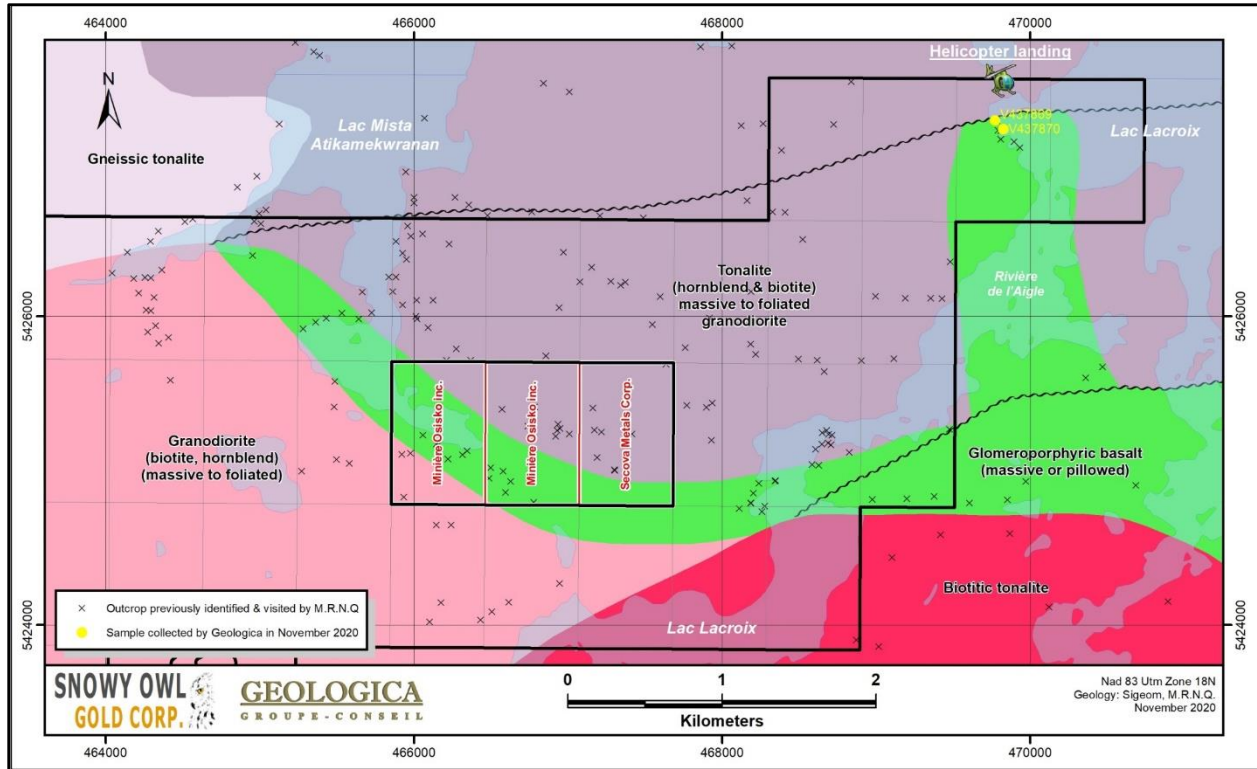 464000
466000
468000
470000
Helicopter landing
N
V437869
V437870
Lac Mista
Atikamekwranan
Lac Lacroix
Gneissic tonalite
Tonalite
(hornblend & biotite)
massive to foliated
granodiorite
Rivière
de l'Aigle
5426000
5426000
Minière Osisko inc.
Minière Osisko inc.
Secova Metals Corp.
Granodiorite
(biotite, hornblend)
(massive to foliated)
Glomeroporphyric basalt
(massive or pillowed)
Biotitic tonalite
Outcrop previously identified & visited by M.R.N.Q
Sample collected by Geologica in November 2020
Lac Lacroix
5424000
5424000
SNOWY OWL
GOLD CORP.
GEOLOGICA
GROUPE-CONSEIL
0
1
2
Kilometers
Nad 83 Utm Zone 18N
Geology: Sigeom, M.R.N.Q.
November 2020
464000
466000
468000
470000